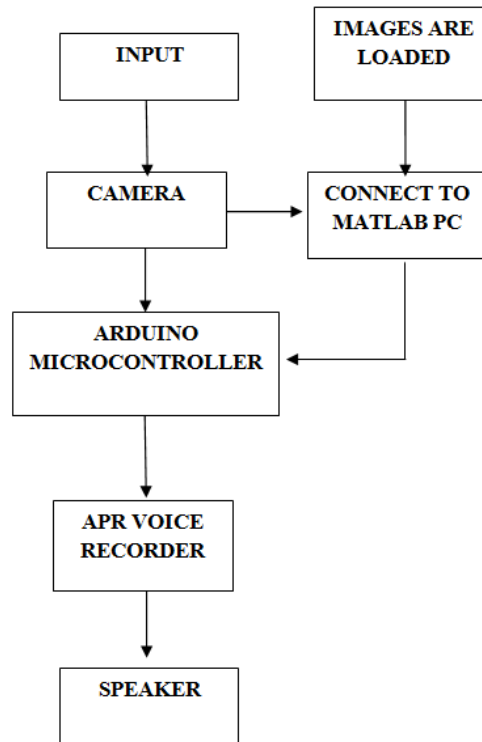 INPUT
IMAGES ARE
LOADED
CAMERA
CONNECT TO
MATLAB PC
ARDUINO
MICROCONTROLLER
APR VOICE
RECORDER
SPEAKER